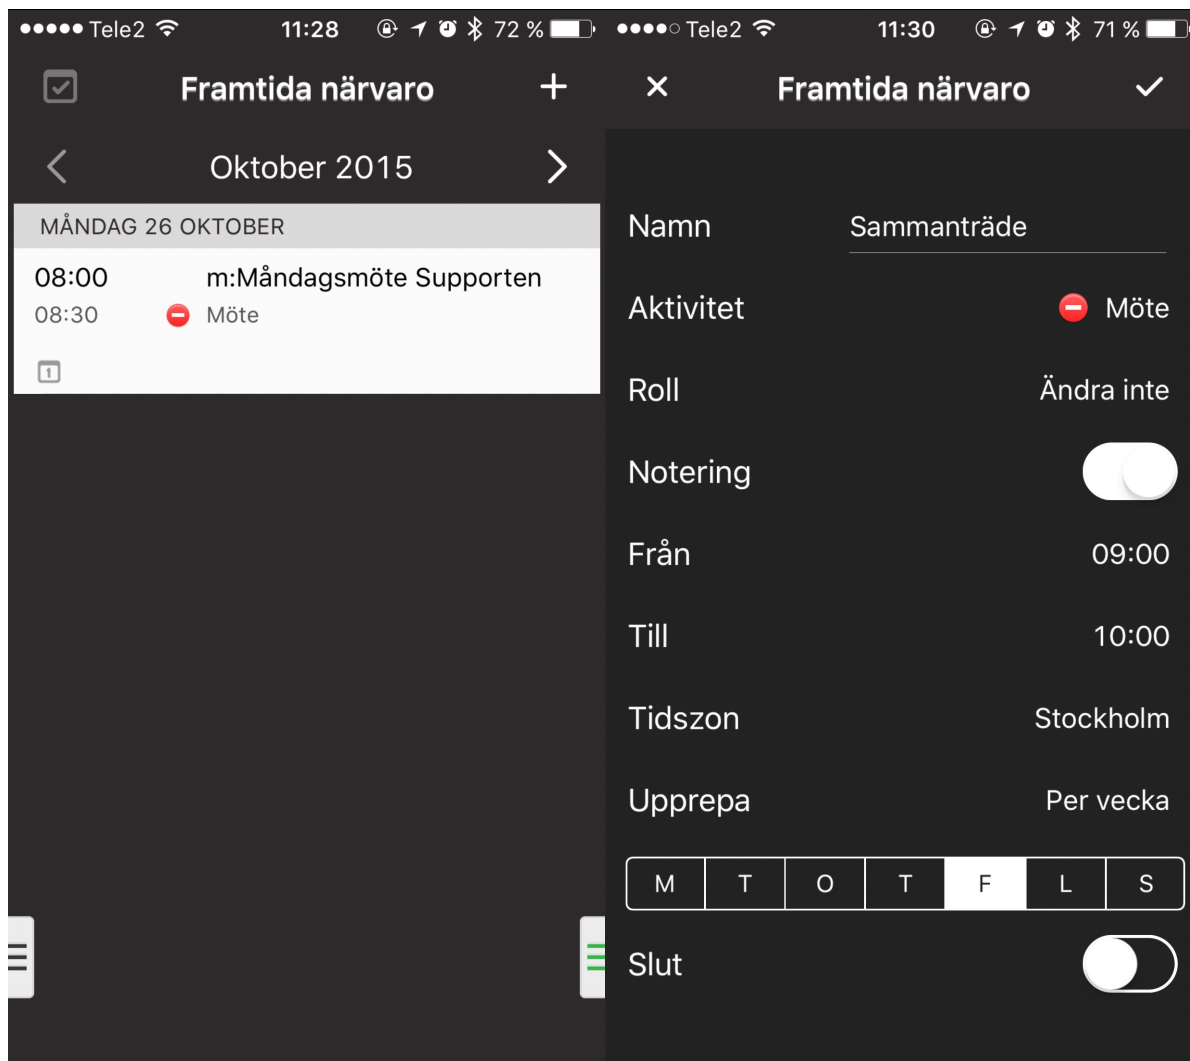 Tele2 11:28 72 %
Framtida närvaro
Oktober 2015
MÅNDAG 26 OKTOBER
08:00 m:Måndagsmöte Supporten
08:30 Möte
1
Tele2 11:30 71 %
Framtida närvaro
Namn Sammanträde
Aktivitet Möte
Roll Ändra inte
Notering
Från 09:00
Till 10:00
Tidszon Stockholm
Upprepa Per vecka
M T O T F L S
Slut